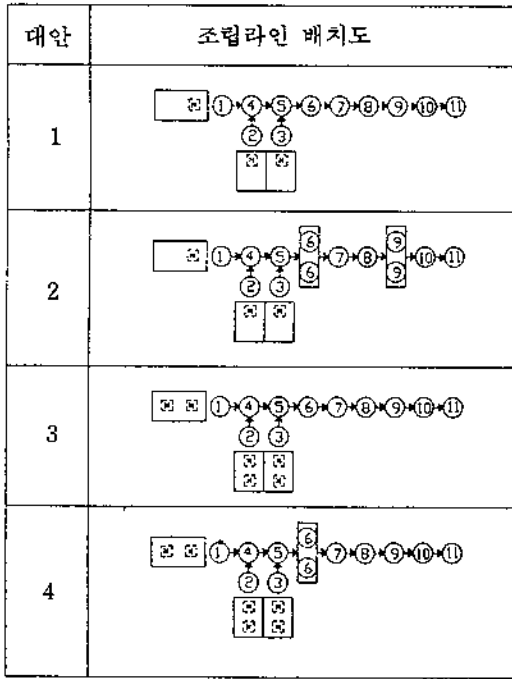 대안 조립라인 배치도
1
① ④ ⑤ ⑥ ⑦ ⑧ ⑨ ⑩ ⑪
② ③
2
⑥ ⑨
① ④ ⑤ ⑦ ⑧ ⑩ ⑪
⑥ ⑨
② ③
3
① ④ ⑤ ⑥ ⑦ ⑧ ⑨ ⑩ ⑪
② ③
4
⑥
① ④ ⑤ ⑦ ⑧ ⑨ ⑩ ⑪
⑥
② ③